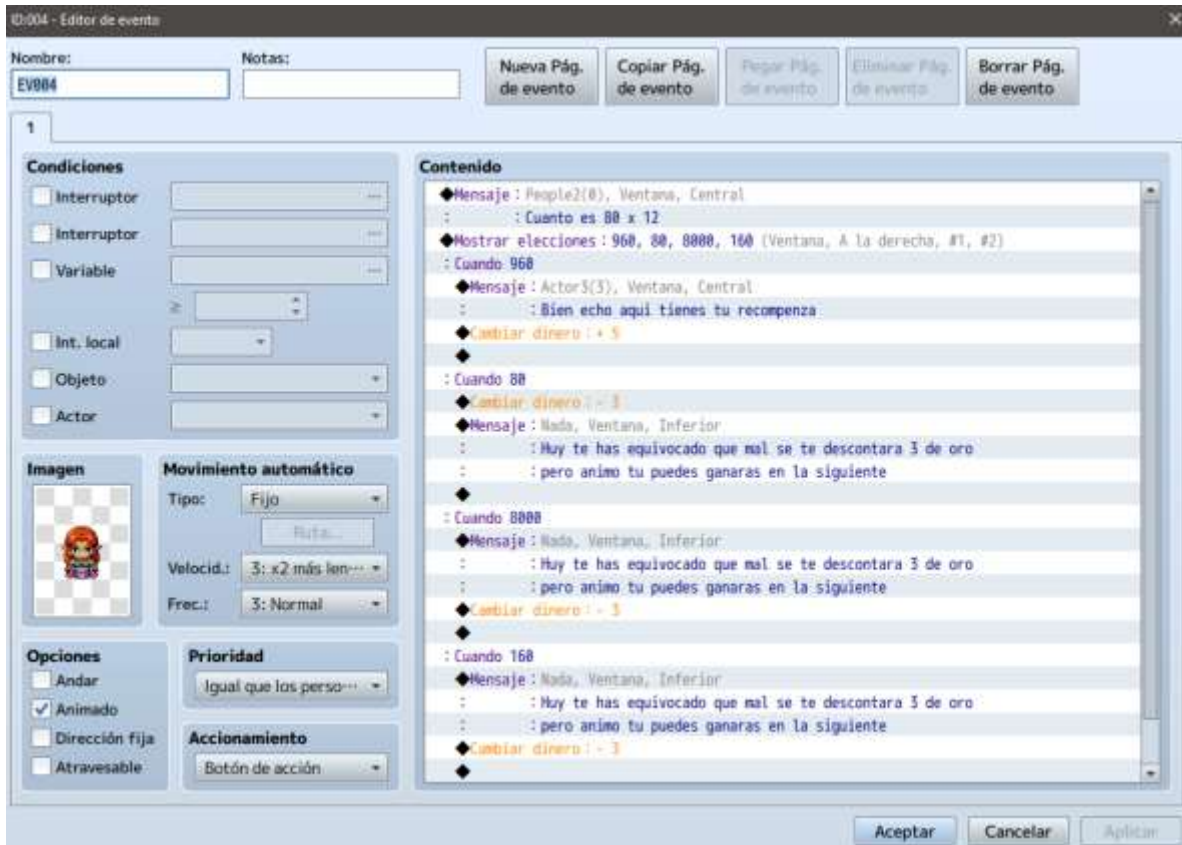 ID:004 - Editor de evento
Nombre:
Notas:
EV004
Nueva Pág. de evento
Copiar Pág. de evento
Pegar Pág. de evento
Eliminar Pág. de evento
Borrar Pág. de evento
1
Condiciones
Interruptor
Interruptor
Variable
≥
Int. local
Objeto
Actor
Imagen
Movimiento automático
Tipo: Fijo
Ruta...
Velocid.: 3: x2 más len···
Frec.: 3: Normal
Opciones
Andar
Animado
Dirección fija
Atravesable
Prioridad
Igual que los perso···
Accionamiento
Botón de acción
Contenido
◆Mensaje : People2(0), Ventana, Central
: : Cuanto es 80 x 12
◆Mostrar elecciones : 960, 80, 8000, 160 (Ventana, A la derecha, #1, #2)
: Cuando 960
◆Mensaje : Actor3(3), Ventana, Central
: : Bien echo aqui tienes tu recompenza
◆Cambiar dinero : + 5
◆
: Cuando 80
◆Cambiar dinero : - 3
◆Mensaje : Nada, Ventana, Inferior
: : Huy te has equivocado que mal se te descontara 3 de oro
: : pero animo tu puedes ganaras en la siguiente
◆
: Cuando 8000
◆Mensaje : Nada, Ventana, Inferior
: : Huy te has equivocado que mal se te descontara 3 de oro
: : pero animo tu puedes ganaras en la siguiente
◆Cambiar dinero : - 3
◆
: Cuando 160
◆Mensaje : Nada, Ventana, Inferior
: : Huy te has equivocado que mal se te descontara 3 de oro
: : pero animo tu puedes ganaras en la siguiente
◆Cambiar dinero : - 3
◆
Aceptar
Cancelar
Aplicar